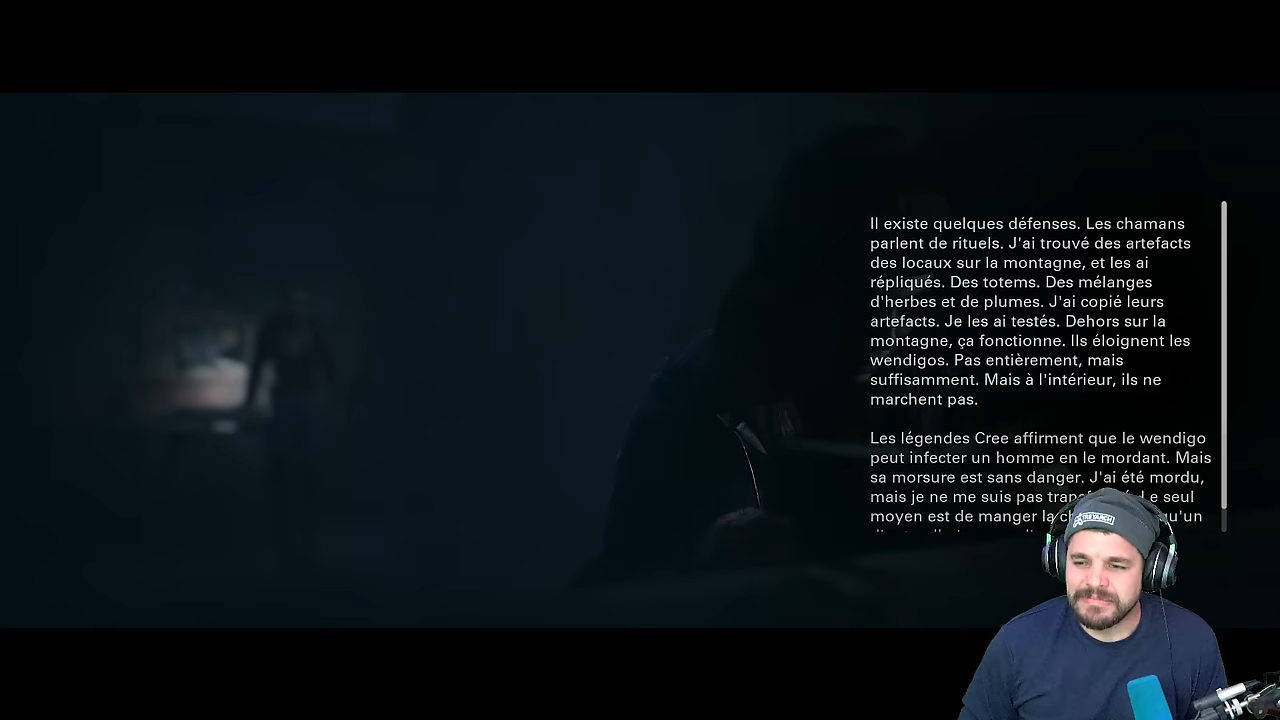 Il existe quelques défenses. Les chamans
parlent de rituels. J'ai trouvé des artefacts
des locaux sur la montagne, et les ai
répliqués. Des totems. Des mélanges
d'herbes et de plumes. J'ai copié leurs
artefacts. Je les ai testés. Dehors sur la
montagne, ça fonctionne. Ils éloignent les
wendigos. Pas entièrement, mais
suffisamment. Mais à l'intérieur, ils ne
marchent pas.
Les légendes Cree affirment que le wendigo
peut infecter un homme en le mordant. Mais
sa morsure est sans danger. J'ai été mordu,
mais je ne me suis pas Le seul
moyen est de manger la qu'un